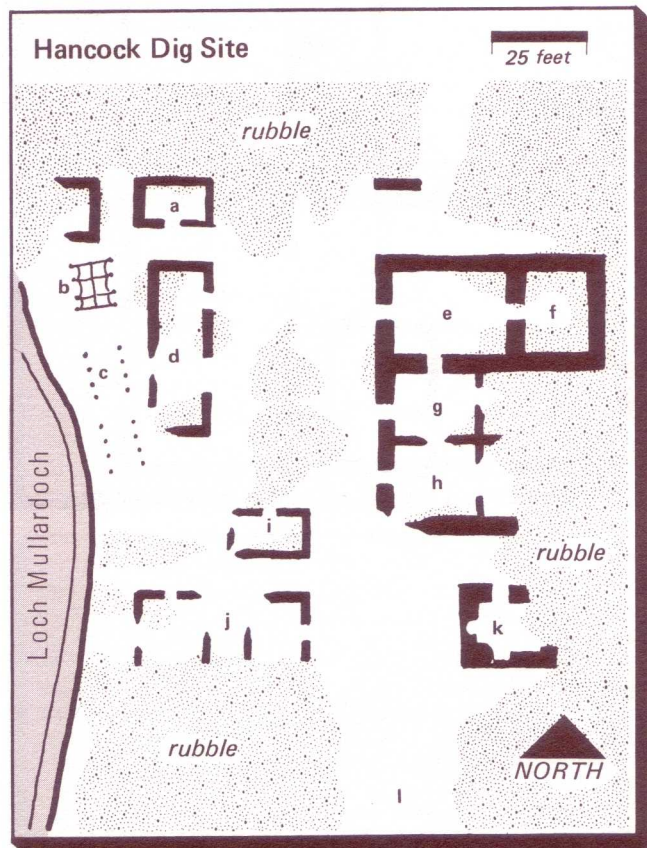 Hancock Dig Site
25 feet
rubble
a
b
c
d
e
f
g
h
i
j
k
l
Loch Mullardoch
rubble
rubble
NORTH